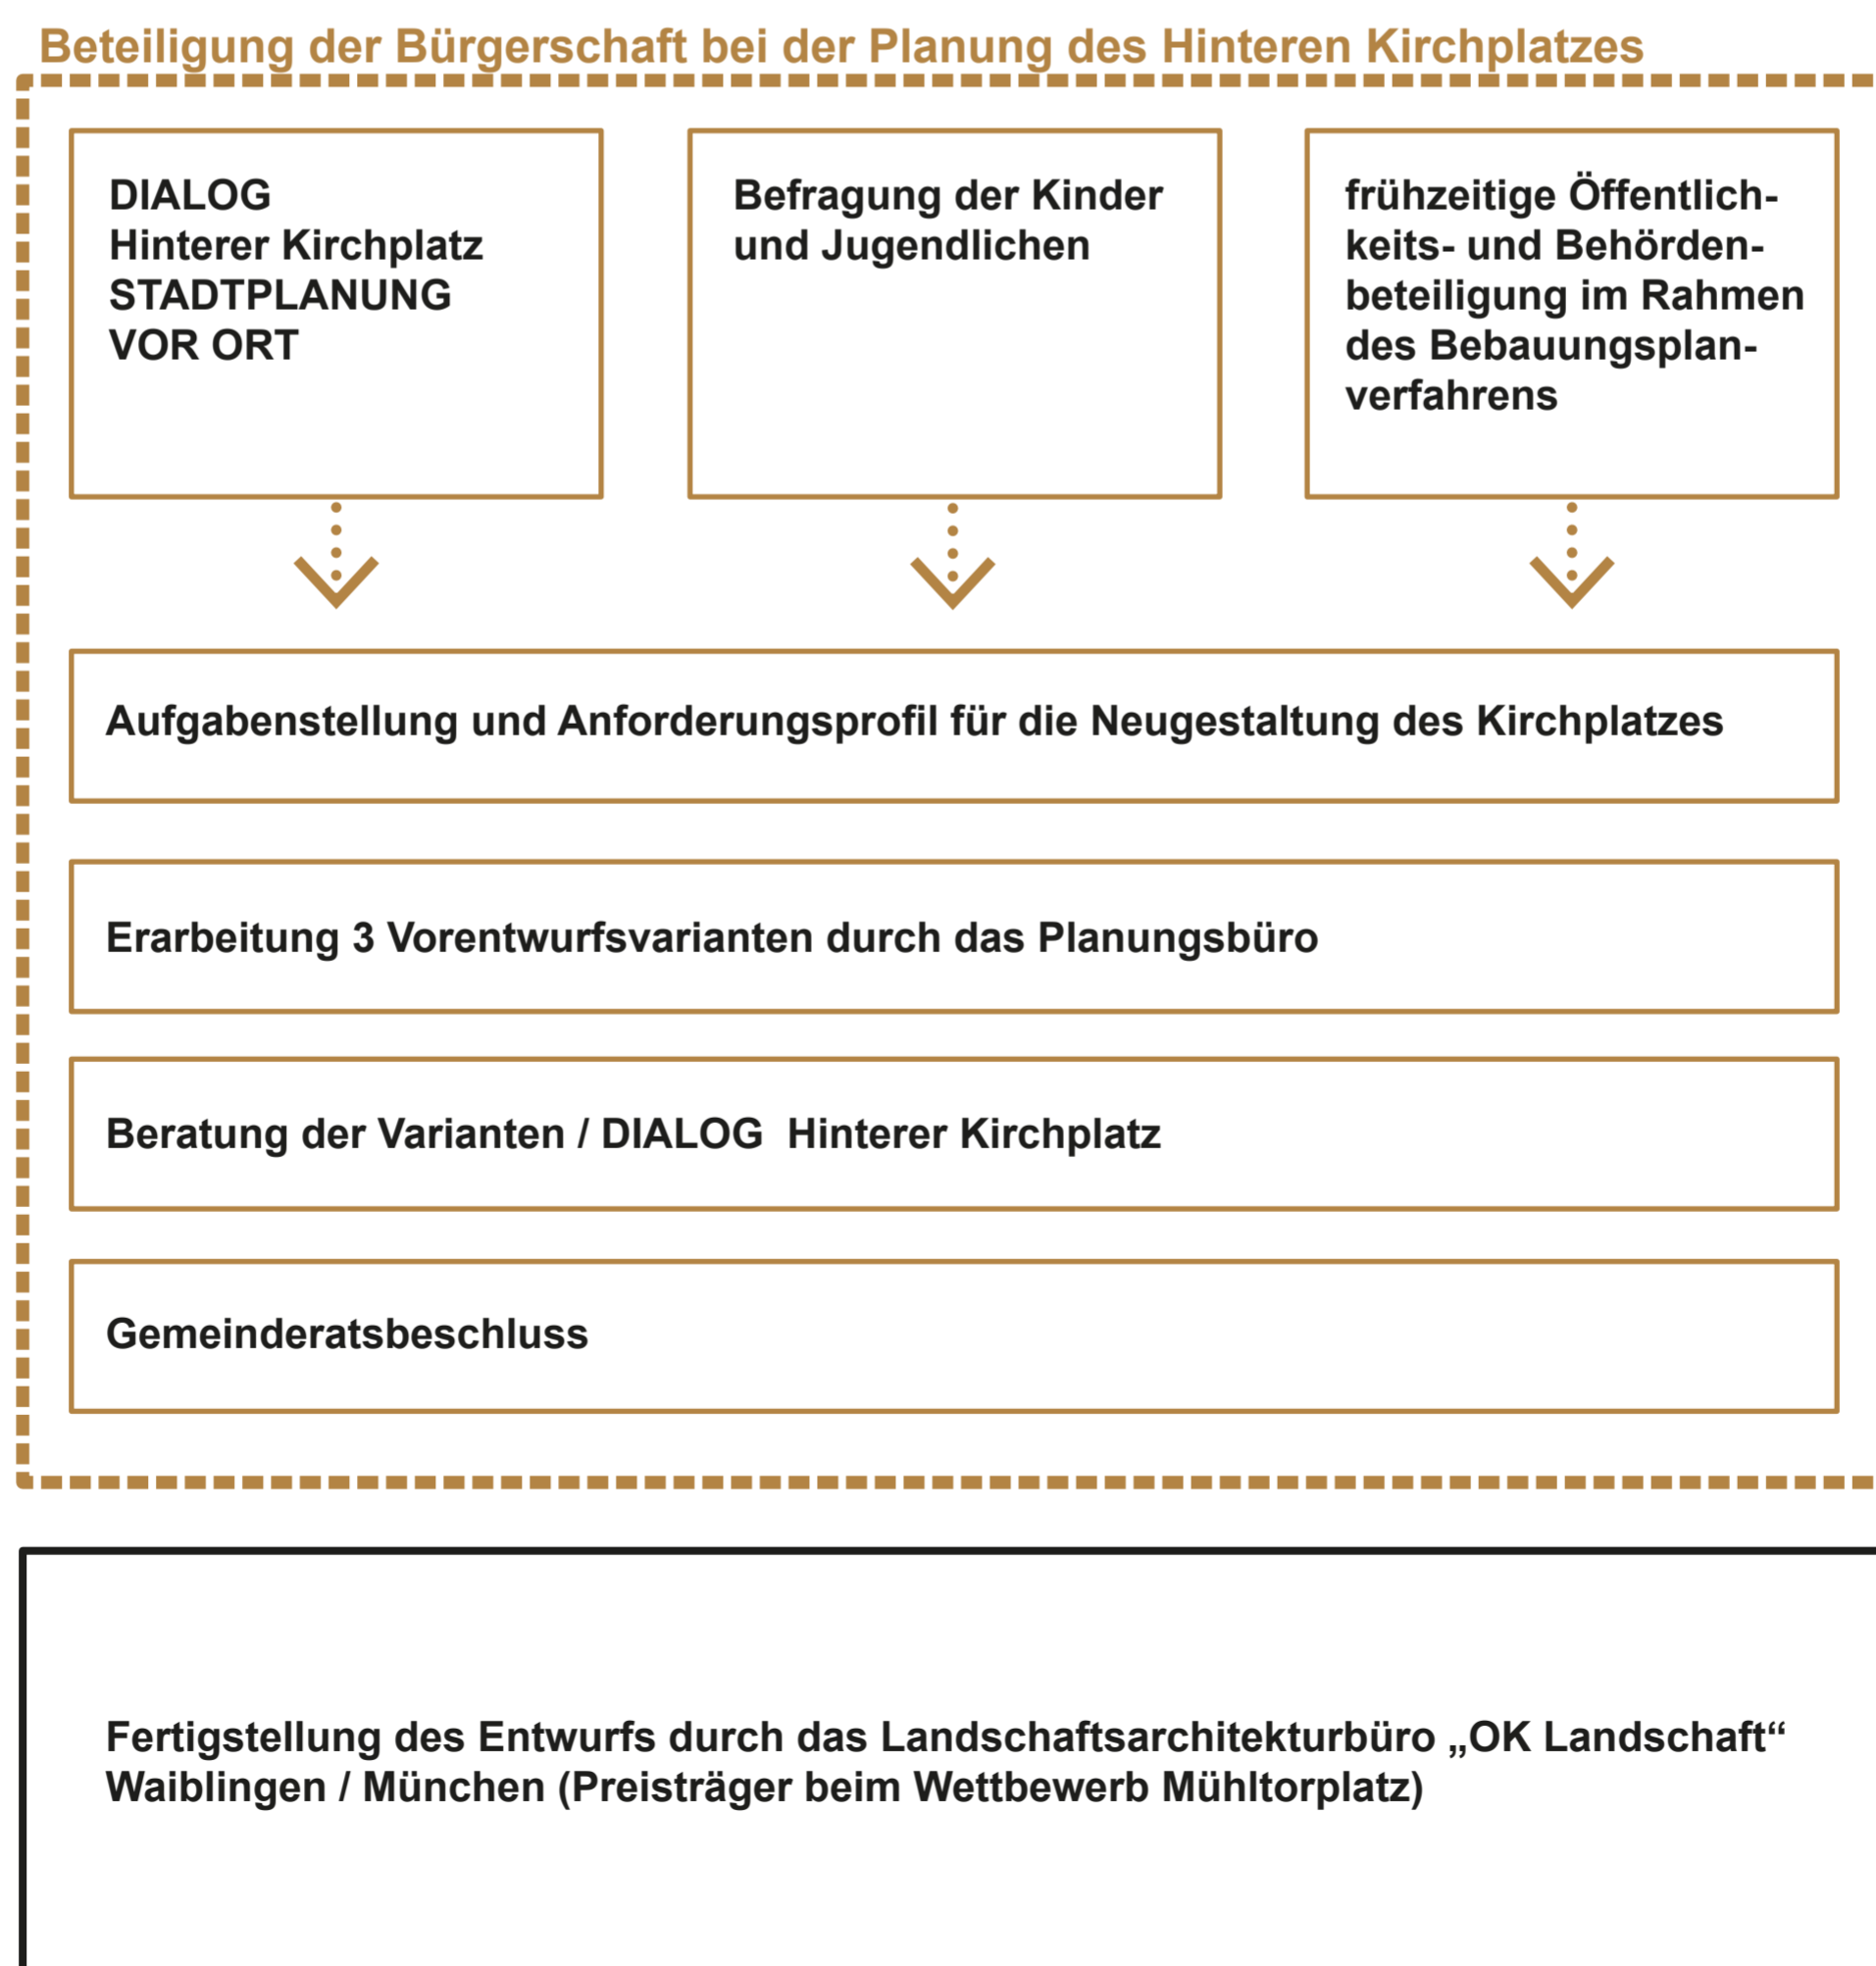 Beteiligung der Bürgerschaft bei der Planung des Hinteren Kirchplatzes
DIALOG
Hinterer Kirchplatz
STADTPLANUNG
VOR ORT
Befragung der Kinder
und Jugendlichen
frühzeitige Öffentlich-
keits- und Behörden-
beteiligung im Rahmen
des Bebauungsplan-
verfahrens
Aufgabenstellung und Anforderungsprofil für die Neugestaltung des Kirchplatzes
Erarbeitung 3 Vorentwurfsvarianten durch das Planungsbüro
Beratung der Varianten / DIALOG  Hinterer Kirchplatz
Gemeinderatsbeschluss
Fertigstellung des Entwurfs durch das Landschaftsarchitekturbüro „OK Landschaft“
Waiblingen / München (Preisträger beim Wettbewerb Mühltorplatz)